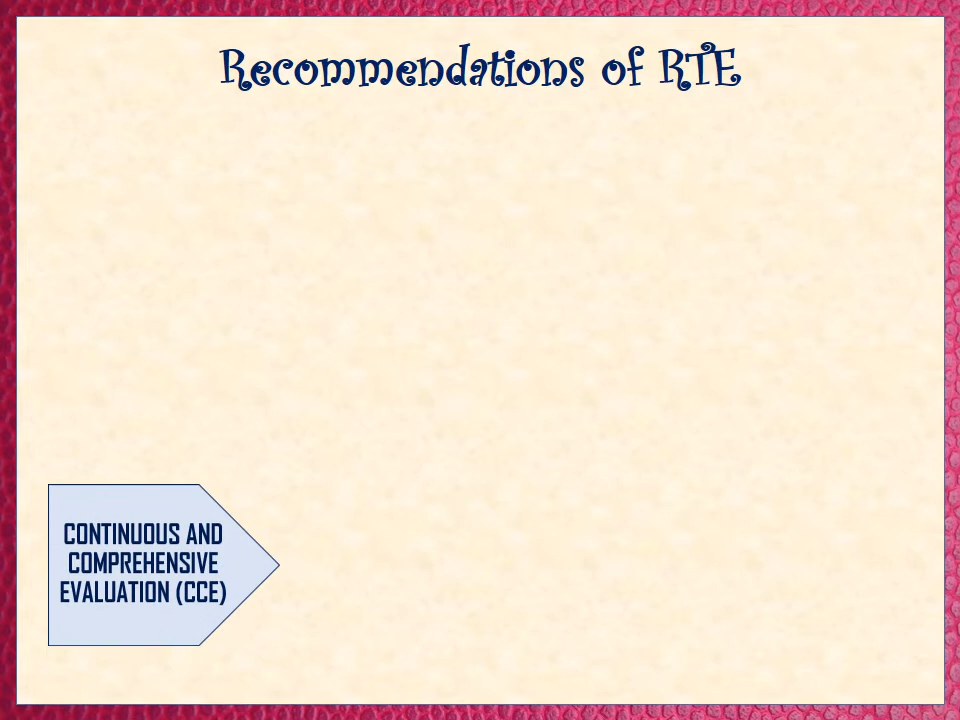 Recommendations of RTE
CONTINUOUS AND
COMPREHENSIVE
EVALUATION (CCE)